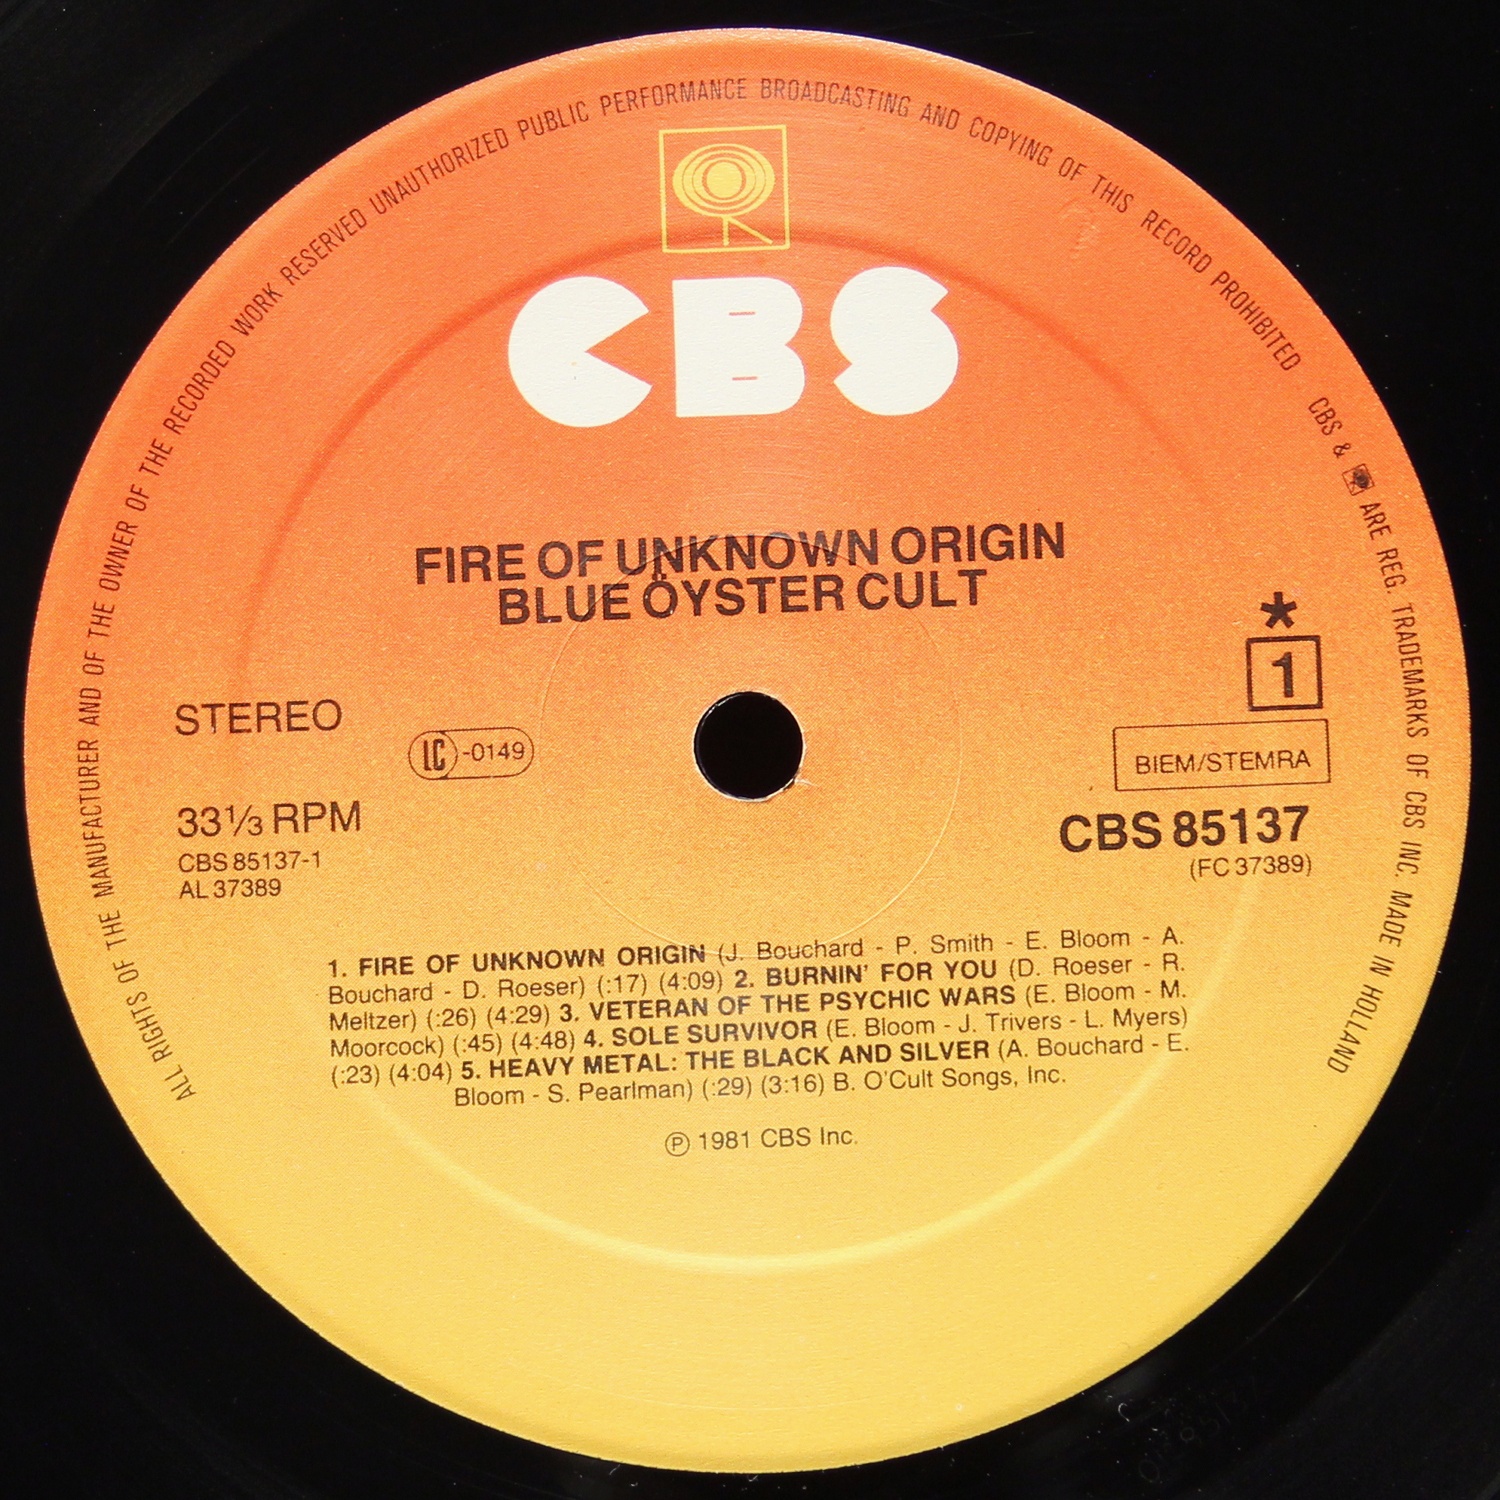 ALL RIGHTS OF THE MANUFACTURER AND OF THE OWNER OF THE RECORDED WORK RESERVED UNAUTHORIZED PUBLIC PERFORMANCE BROADCASTING AND COPYING OF THIS RECORD PROHIBITED CBS & ARE REG. TRADEMARKS OF CBS INC. MADE IN HOLLAND
CBS
FIRE OF UNKNOWN ORIGIN
BLUE ÖYSTER CULT
*
1
STEREO
LC -0149
BIEM/STEMRA
33⅓ RPM
CBS 85137
CBS 85137-1
(FC 37389)
AL 37389
1. FIRE OF UNKNOWN ORIGIN (J. Bouchard - P. Smith - E. Bloom - A.
Bouchard - D. Roeser) (:17) (4:09) 2. BURNIN' FOR YOU (D. Roeser - R.
Meltzer) (:26) (4:29) 3. VETERAN OF THE PSYCHIC WARS (E. Bloom - M.
Moorcock) (:45) (4:48) 4. SOLE SURVIVOR (E. Bloom - J. Trivers - L. Myers)
(:23) (4:04) 5. HEAVY METAL: THE BLACK AND SILVER (A. Bouchard - E.
Bloom - S. Pearlman) (:29) (3:16) B. O'Cult Songs, Inc.
℗ 1981 CBS Inc.